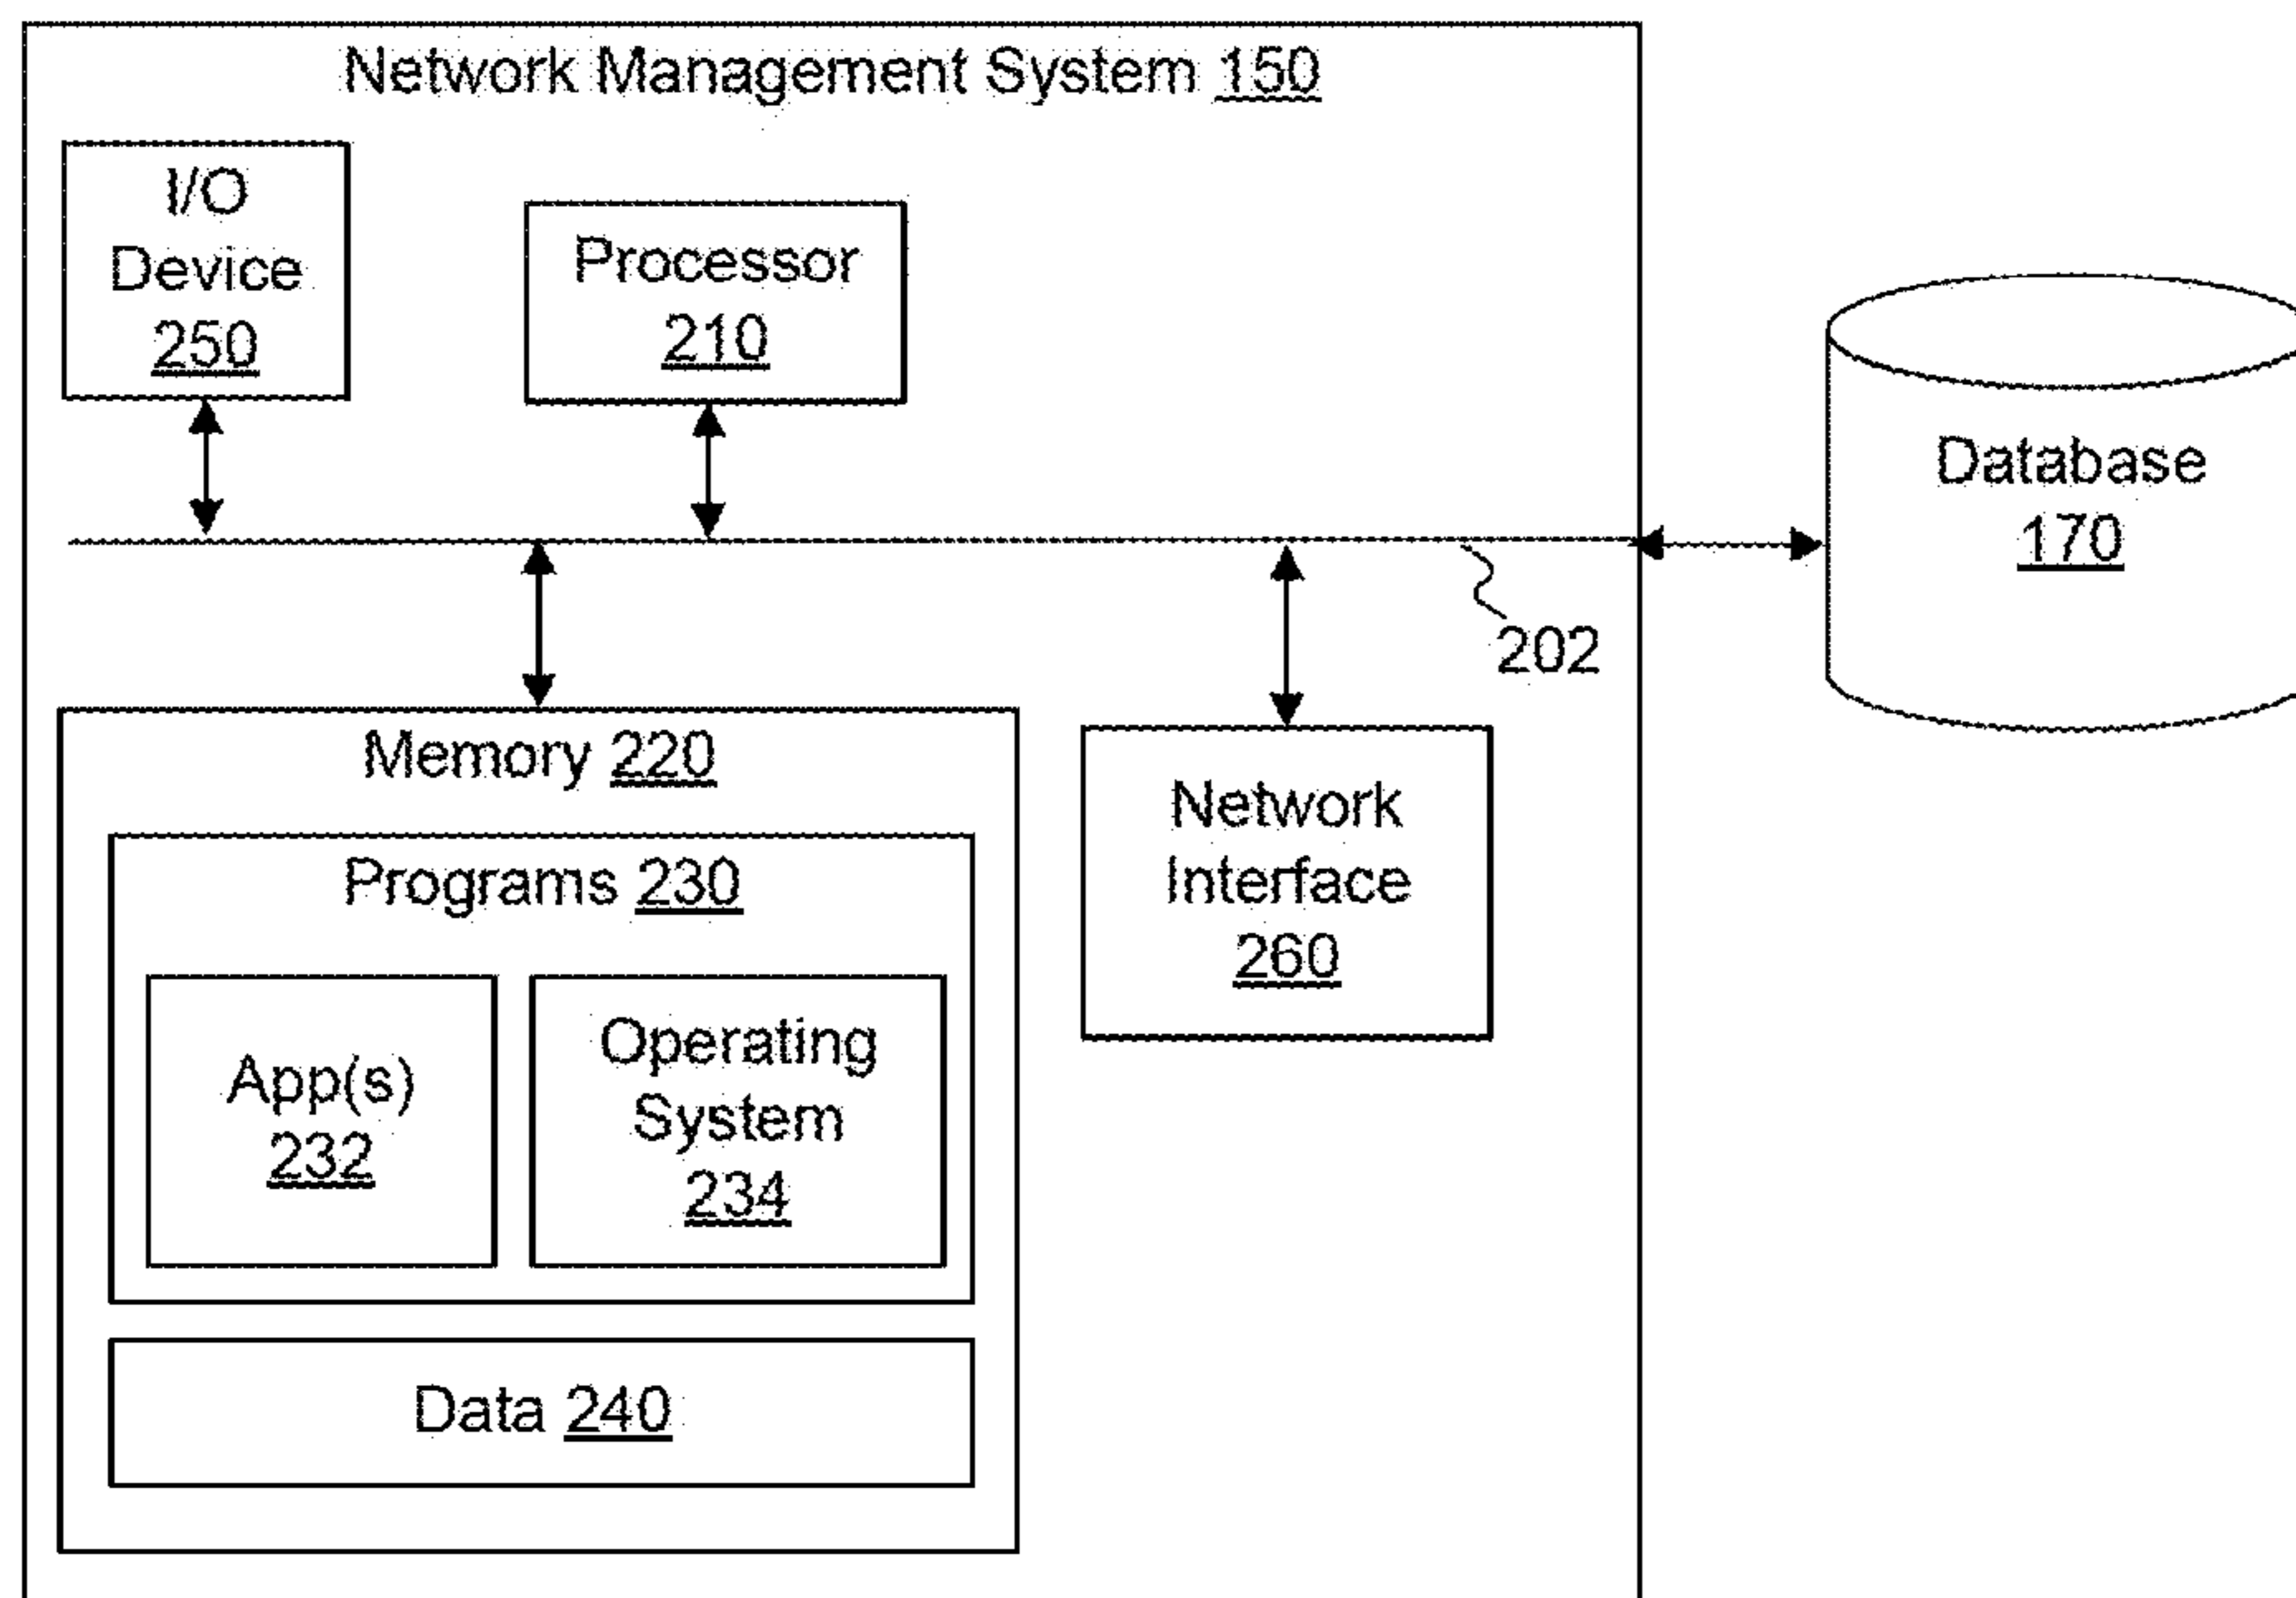 Network Management System 150
I/O
Device
250
Processor
210
Database
170
202
Memory 220
Programs 230
App(s)
232
Operating
System
234
Data 240
Network
Interface
260